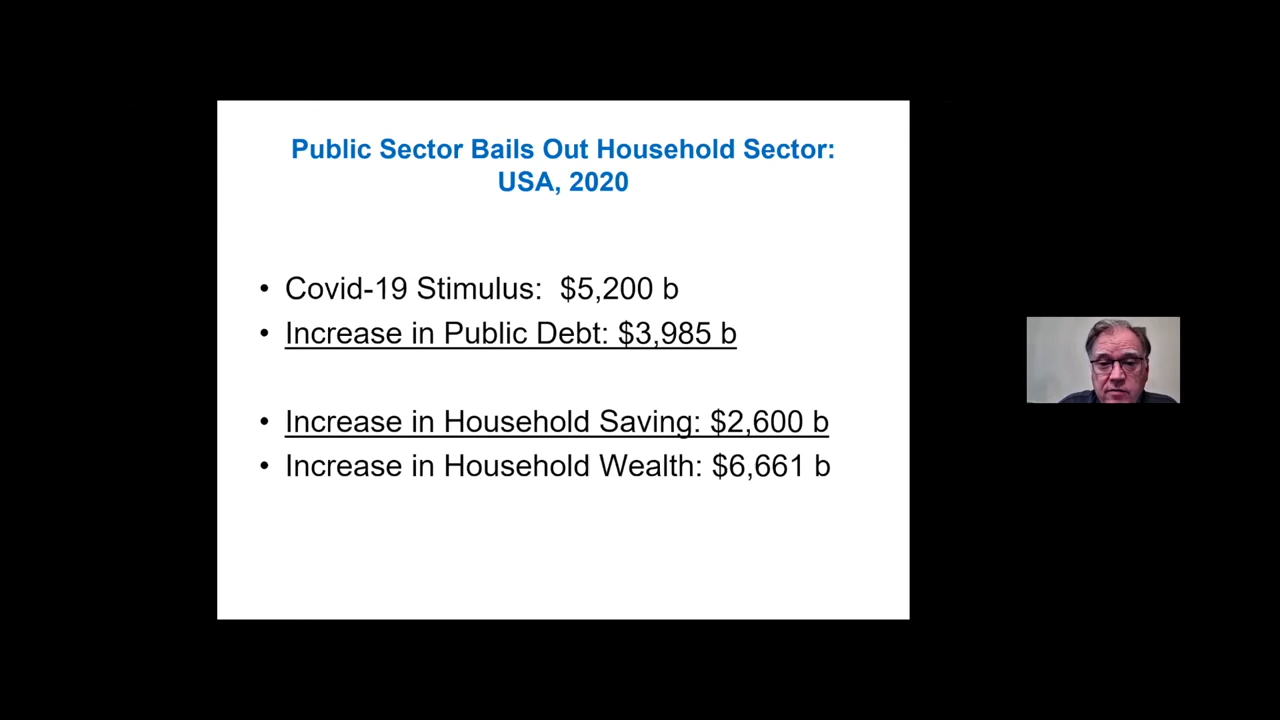 Public Sector Bails Out Household Sector:
USA, 2020
• Covid-19 Stimulus:  $5,200 b
• Increase in Public Debt: $3,985 b
• Increase in Household Saving: $2,600 b
• Increase in Household Wealth: $6,661 b